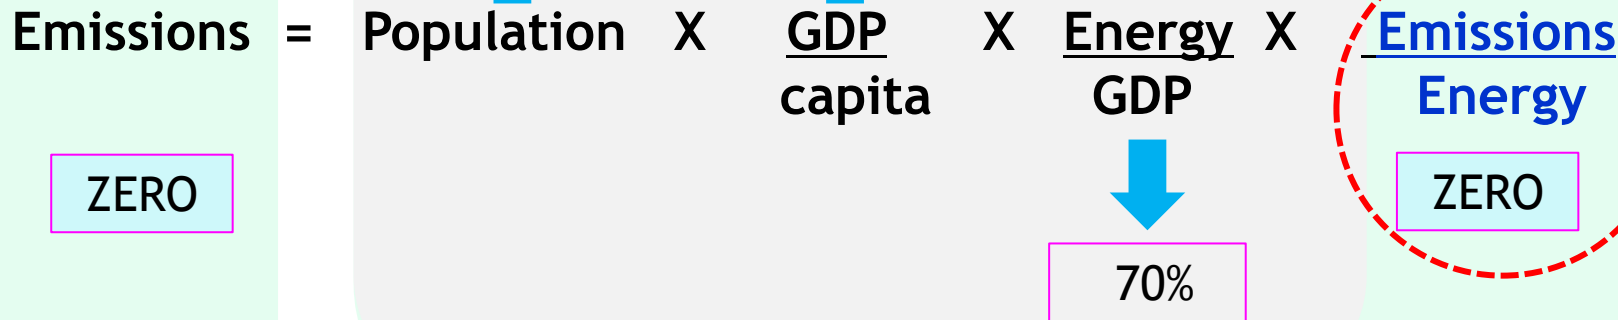 Emissions = Population X GDP X Energy X Emissions
capita GDP Energy
ZERO ZERO
70%